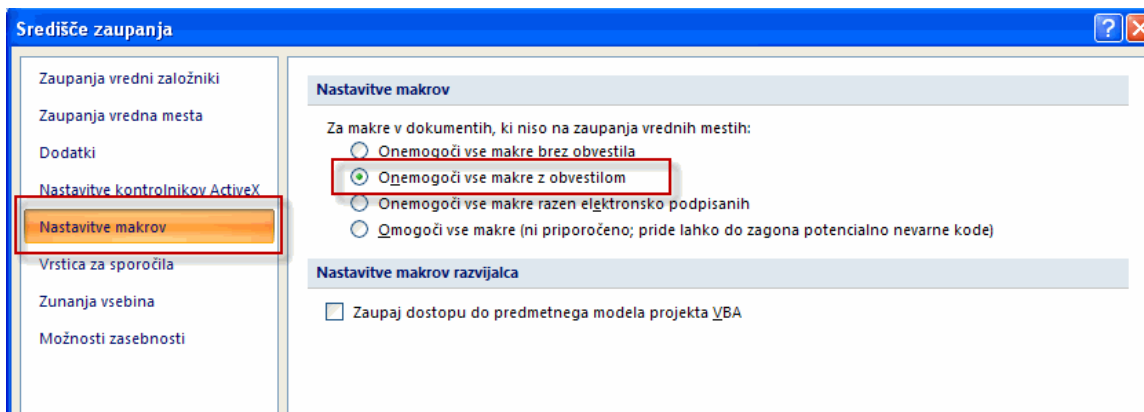 Središče zaupanja
Zaupanja vredni založniki
Zaupanja vredna mesta
Dodatki
Nastavitve kontrolnikov ActiveX
Nastavitve makrov
Vrstica za sporočila
Zunanja vsebina
Možnosti zasebnosti
Nastavitve makrov
Za makre v dokumentih, ki niso na zaupanja vrednih mestih:
Onemogoči vse makre brez obvestila
Onemogoči vse makre z obvestilom
Onemogoči vse makre razen elektronsko podpisanih
Omogoči vse makre (ni priporočeno; pride lahko do zagona potencialno nevarne kode)
Nastavitve makrov razvijalca
Zaupaj dostopu do predmetnega modela projekta VBA